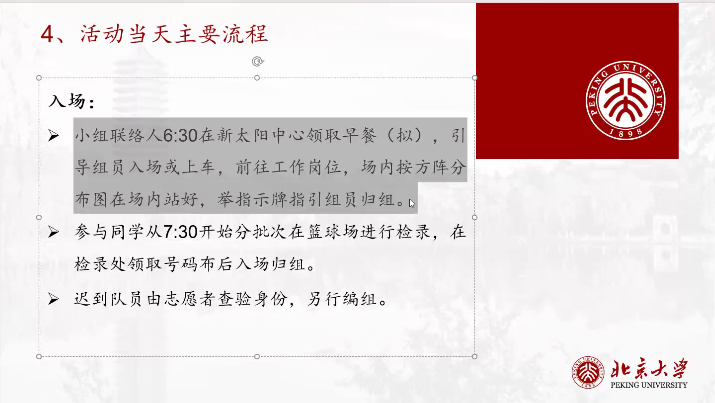 4、活动当天主要流程
入场：
➢ 小组联络人6:30在新太阳中心领取早餐（拟），引
导组员入场或上车，前往工作岗位，场内按方阵分
布图在场内站好，举指示牌指引组员归组。
➢ 参与同学从7:30开始分批次在篮球场进行检录，在
检录处领取号码布后入场归组。
➢ 迟到队员由志愿者查验身份，另行编组。
PEKING UNIVERSITY
1898
北京大学
PEKING UNIVERSITY